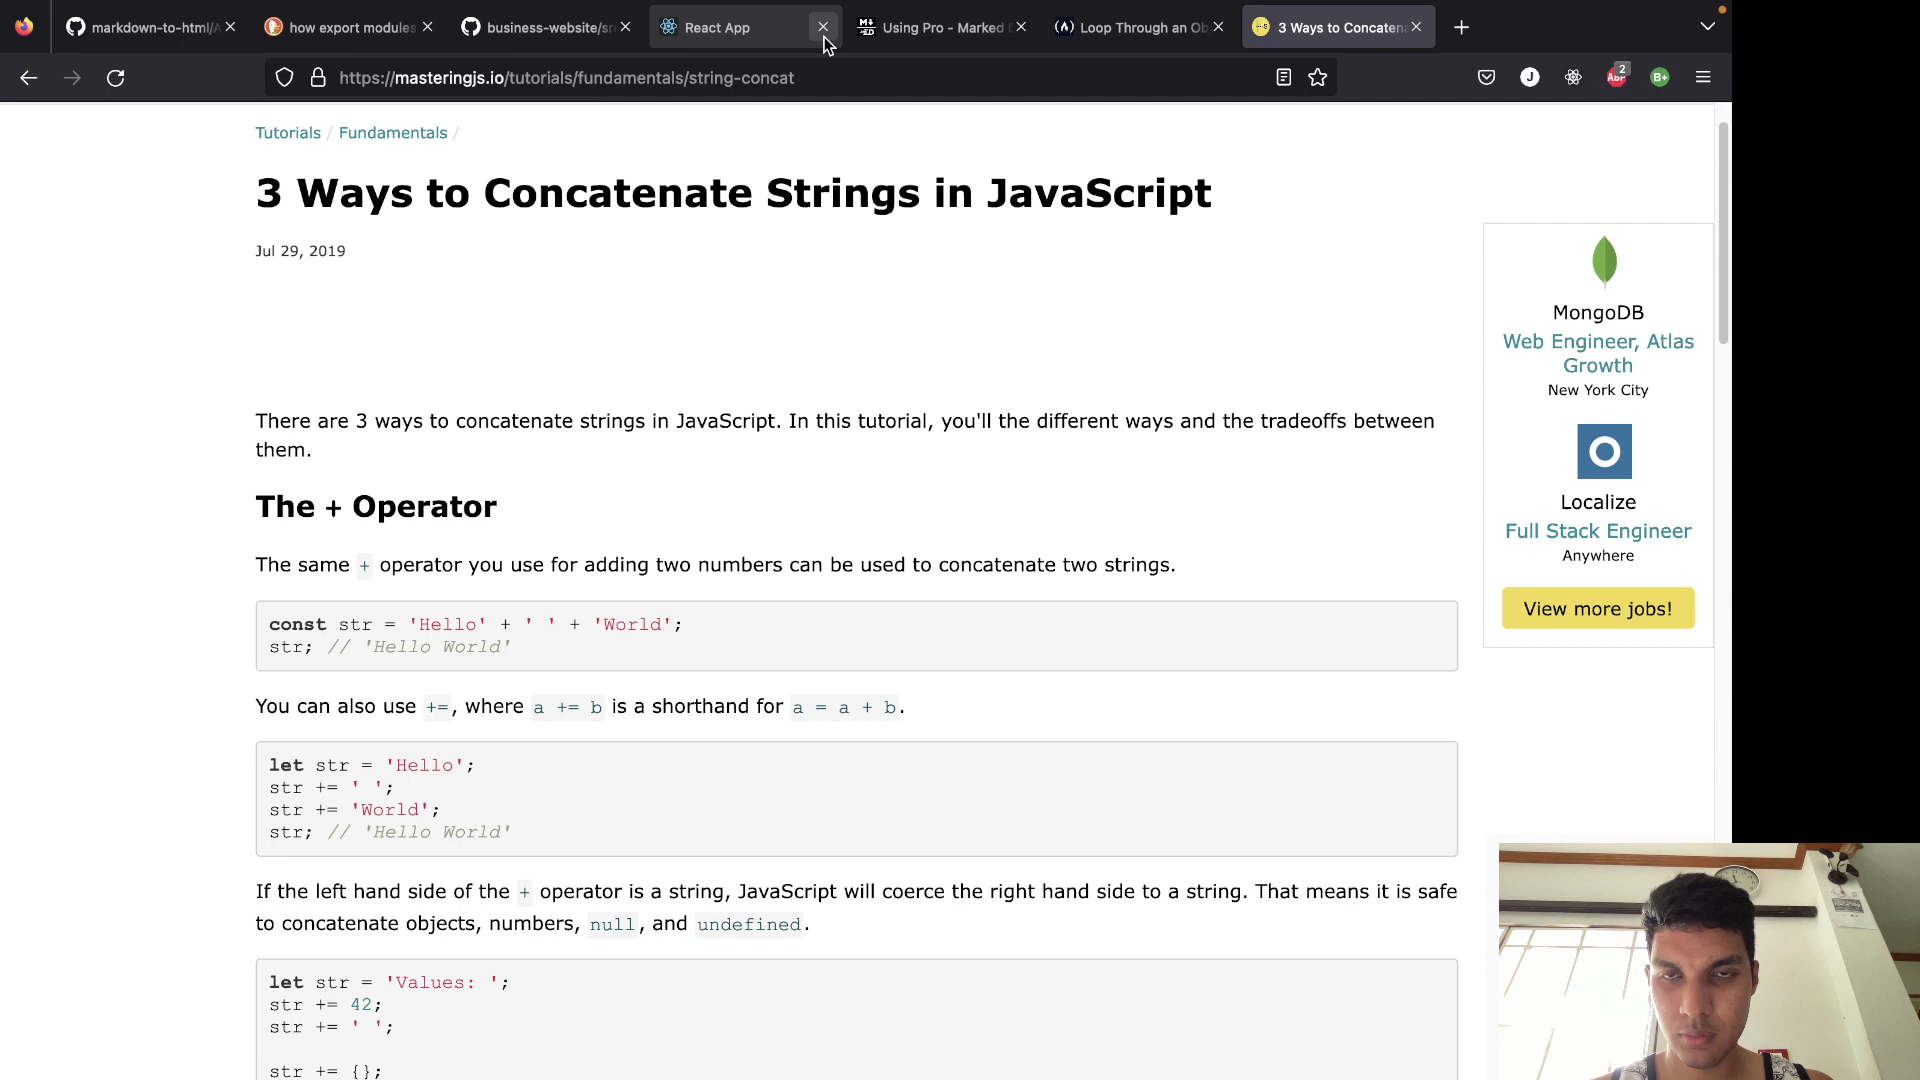 markdown-to-html/A
how export modules
business-website/sr
React App
Using Pro - Marked
Loop Through an Ob
3 Ways to Concaten
https://masteringjs.io/tutorials/fundamentals/string-concat
J
ABP
2
B+
Tutorials / Fundamentals /
3 Ways to Concatenate Strings in JavaScript
Jul 29, 2019
There are 3 ways to concatenate strings in JavaScript. In this tutorial, you'll the different ways and the tradeoffs between
them.
The + Operator
The same + operator you use for adding two numbers can be used to concatenate two strings.
const str = 'Hello' + ' ' + 'World';
str; // 'Hello World'
You can also use +=, where a += b is a shorthand for a = a + b.
let str = 'Hello';
str += ' ';
str += 'World';
str; // 'Hello World'
If the left hand side of the + operator is a string, JavaScript will coerce the right hand side to a string. That means it is safe
to concatenate objects, numbers, null, and undefined.
let str = 'Values: ';
str += 42;
str += ' ';
str += {};
MongoDB
Web Engineer, Atlas
Growth
New York City
Localize
Full Stack Engineer
Anywhere
View more jobs!